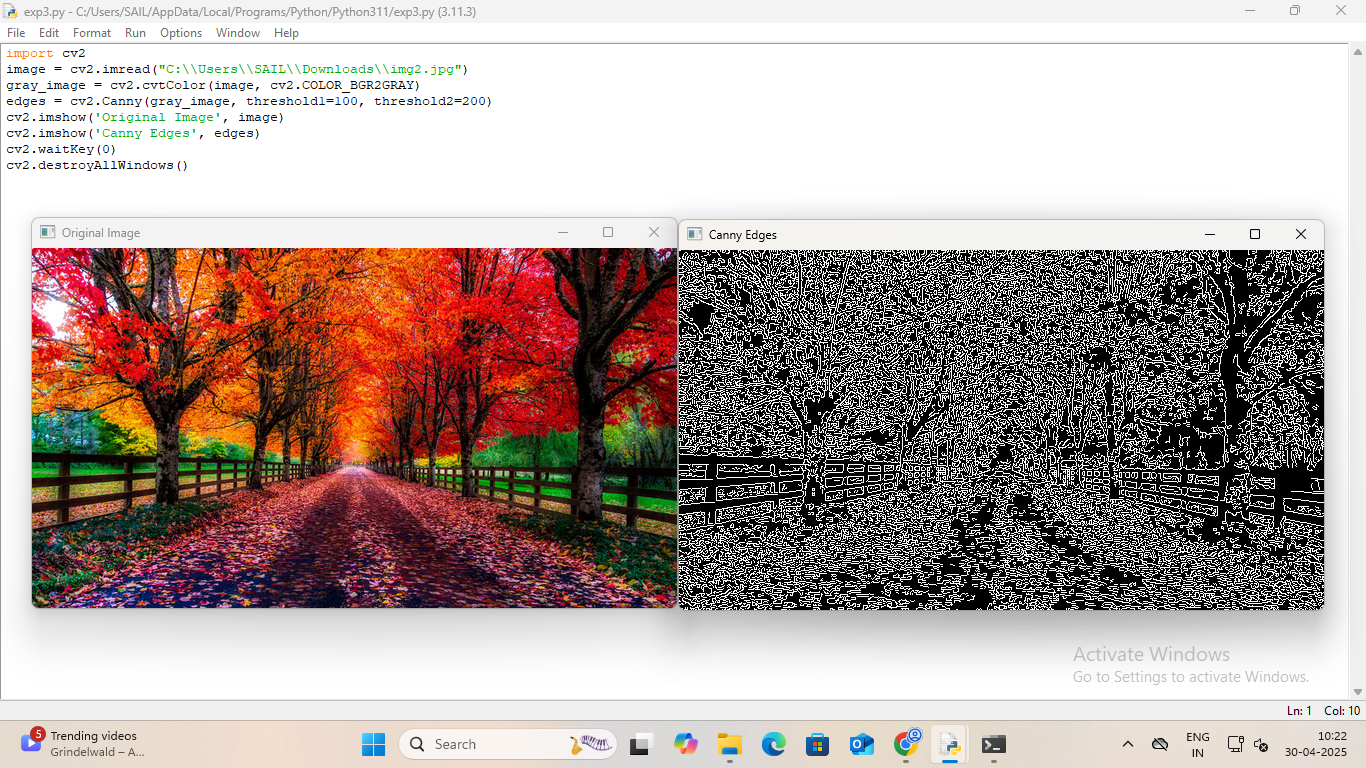 exp3.py - C:/Users/SAIL/AppData/Local/Programs/Python/Python311/exp3.py (3.11.3)
File Edit Format Run Options Window Help
import cv2
image = cv2.imread("C:\\Users\\SAIL\\Downloads\\img2.jpg")
gray_image = cv2.cvtColor(image, cv2.COLOR_BGR2GRAY)
edges = cv2.Canny(gray_image, threshold1=100, threshold2=200)
cv2.imshow('Original Image', image)
cv2.imshow('Canny Edges', edges)
cv2.waitKey(0)
cv2.destroyAllWindows()
Original Image
Canny Edges
Activate Windows
Go to Settings to activate Windows.
Ln: 1 Col: 10
5
Trending videos
Grindelwald – A...
Search
ENG
IN
10:22
30-04-2025